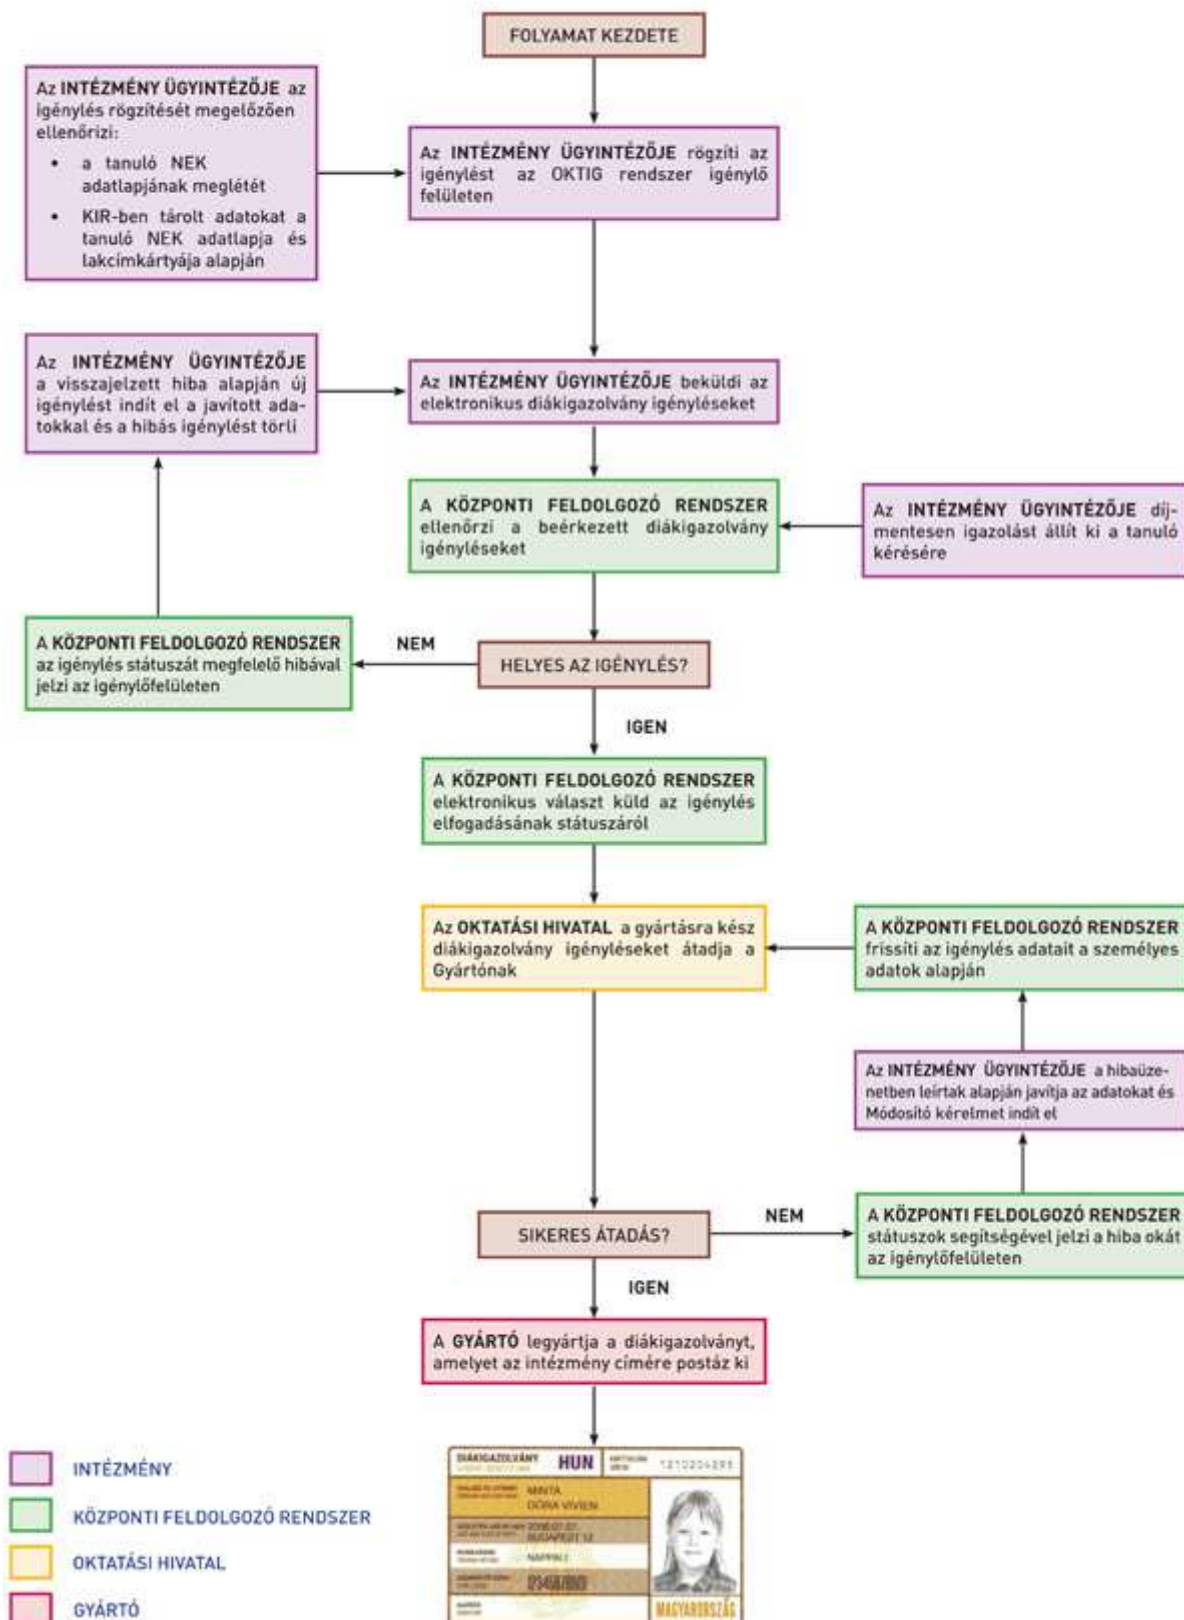 FOLYAMAT KEZDETE
Az INTÉZMÉNY ÜGYINTÉZŐJE az
igénylés rögzítését megelőzően
ellenőrizi:
• a tanuló NEK
adatlapjának meglétét
• KIR-ben tárolt adatokat a
tanuló NEK adatlapja és
lakcímkártyája alapján
Az INTÉZMÉNY ÜGYINTÉZŐJE rögzíti az
igénylést az OKTIG rendszer igénylő
felületen
Az INTÉZMÉNY ÜGYINTÉZŐJE
a visszajelzett hiba alapján új
igénylést indít el a javított ada-
tokkal és a hibás igénylést törli
Az INTÉZMÉNY ÜGYINTÉZŐJE beküldi az
elektronikus diákigazolvány igényléseket
A KÖZPONTI FELDOLGOZÓ RENDSZER
ellenőrzi a beérkezett diákigazolvány
igényléseket
Az INTÉZMÉNY ÜGYINTÉZŐJE díj-
mentesen igazolást állít ki a tanuló
kérésére
A KÖZPONTI FELDOLGOZÓ RENDSZER
az igénylés státuszát megfelelő hibával
jelzi az igénylőfelületen
NEM
HELYES AZ IGÉNYLÉS?
IGEN
A KÖZPONTI FELDOLGOZÓ RENDSZER
elektronikus választ küld az igénylés
elfogadásának státuszáról
Az OKTATÁSI HIVATAL a gyártásra kész
diákigazolvány igényléseket átadja a
Gyártónak
A KÖZPONTI FELDOLGOZÓ RENDSZER
frissíti az igénylés adatait a személyes
adatok alapján
Az INTÉZMÉNY ÜGYINTÉZŐJE a hibaüze-
netben leírtak alapján javítja az adatokat és
Módosító kérelmet indít el
SIKERES ÁTADÁS?
NEM
A KÖZPONTI FELDOLGOZÓ RENDSZER
státuszok segítségével jelzi a hiba okát
az igénylőfelületen
IGEN
A GYÁRTÓ legyártja a diákigazolványt,
amelyet az intézmény címére postáz ki
INTÉZMÉNY
KÖZPONTI FELDOLGOZÓ RENDSZER
OKTATÁSI HIVATAL
GYÁRTÓ
DIÁKIGAZOLVÁNY HUN
MINTA
DÓRA VIVIEN
BUDAPEST 12
MAGYARORSZÁG